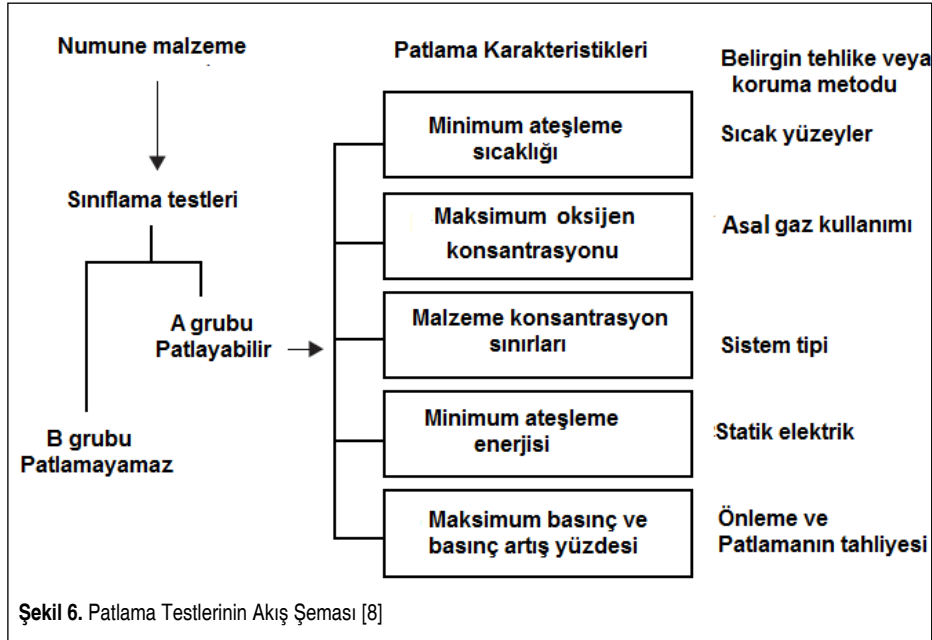 Numune malzeme
Sınıflama testleri
A grubu
Patlayabilir
B grubu
Patlamayamaz
Patlama Karakteristikleri
Minimum ateşleme
sıcaklığı
Maksimum oksijen
konsantrasyonu
Malzeme konsantrasyon
sınırları
Minimum ateşleme
enerjisi
Maksimum basınç ve
basınç artış yüzdesi
Belirgin tehlike veya
koruma metodu
Sıcak yüzeyler
Asal gaz kullanımı
Sistem tipi
Statik elektrik
Önleme ve
Patlamanın tahliyesi
Şekil 6. Patlama Testlerinin Akış Şeması [8]